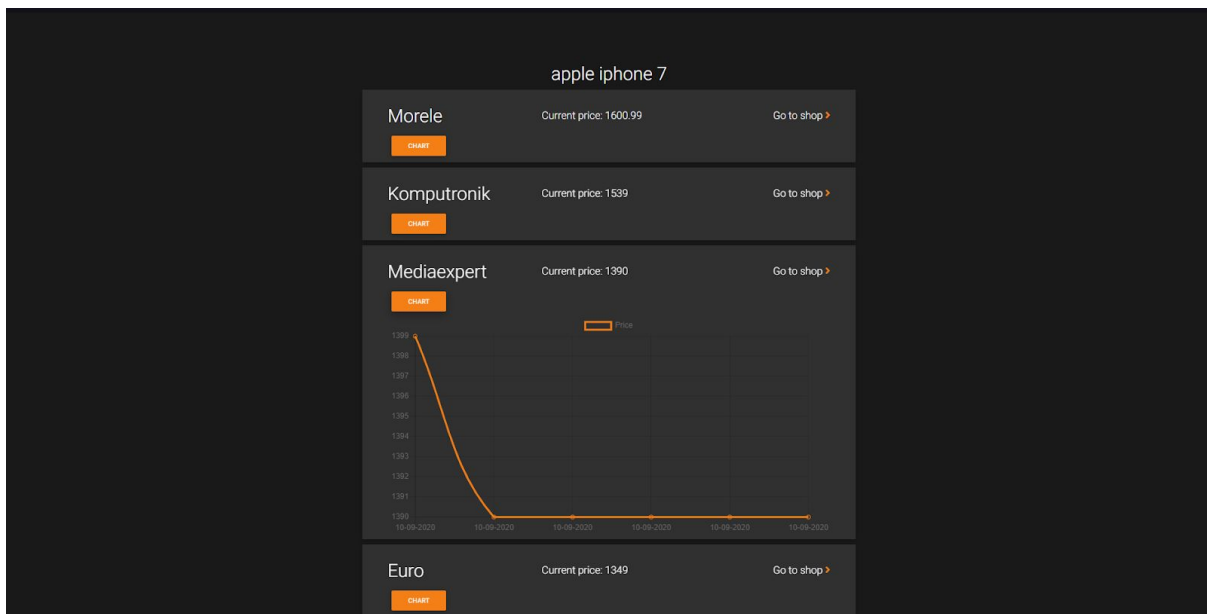 apple iphone 7
Morele Current price: 1600.99 Go to shop >
CHART
Komputronik Current price: 1539 Go to shop >
CHART
Mediaexpert Current price: 1390 Go to shop >
CHART
Price
1399
1398
1397
1396
1395
1394
1393
1392
1391
1390
10-09-2020 10-09-2020 10-09-2020 10-09-2020 10-09-2020 10-09-2020
Euro Current price: 1349 Go to shop >
CHART